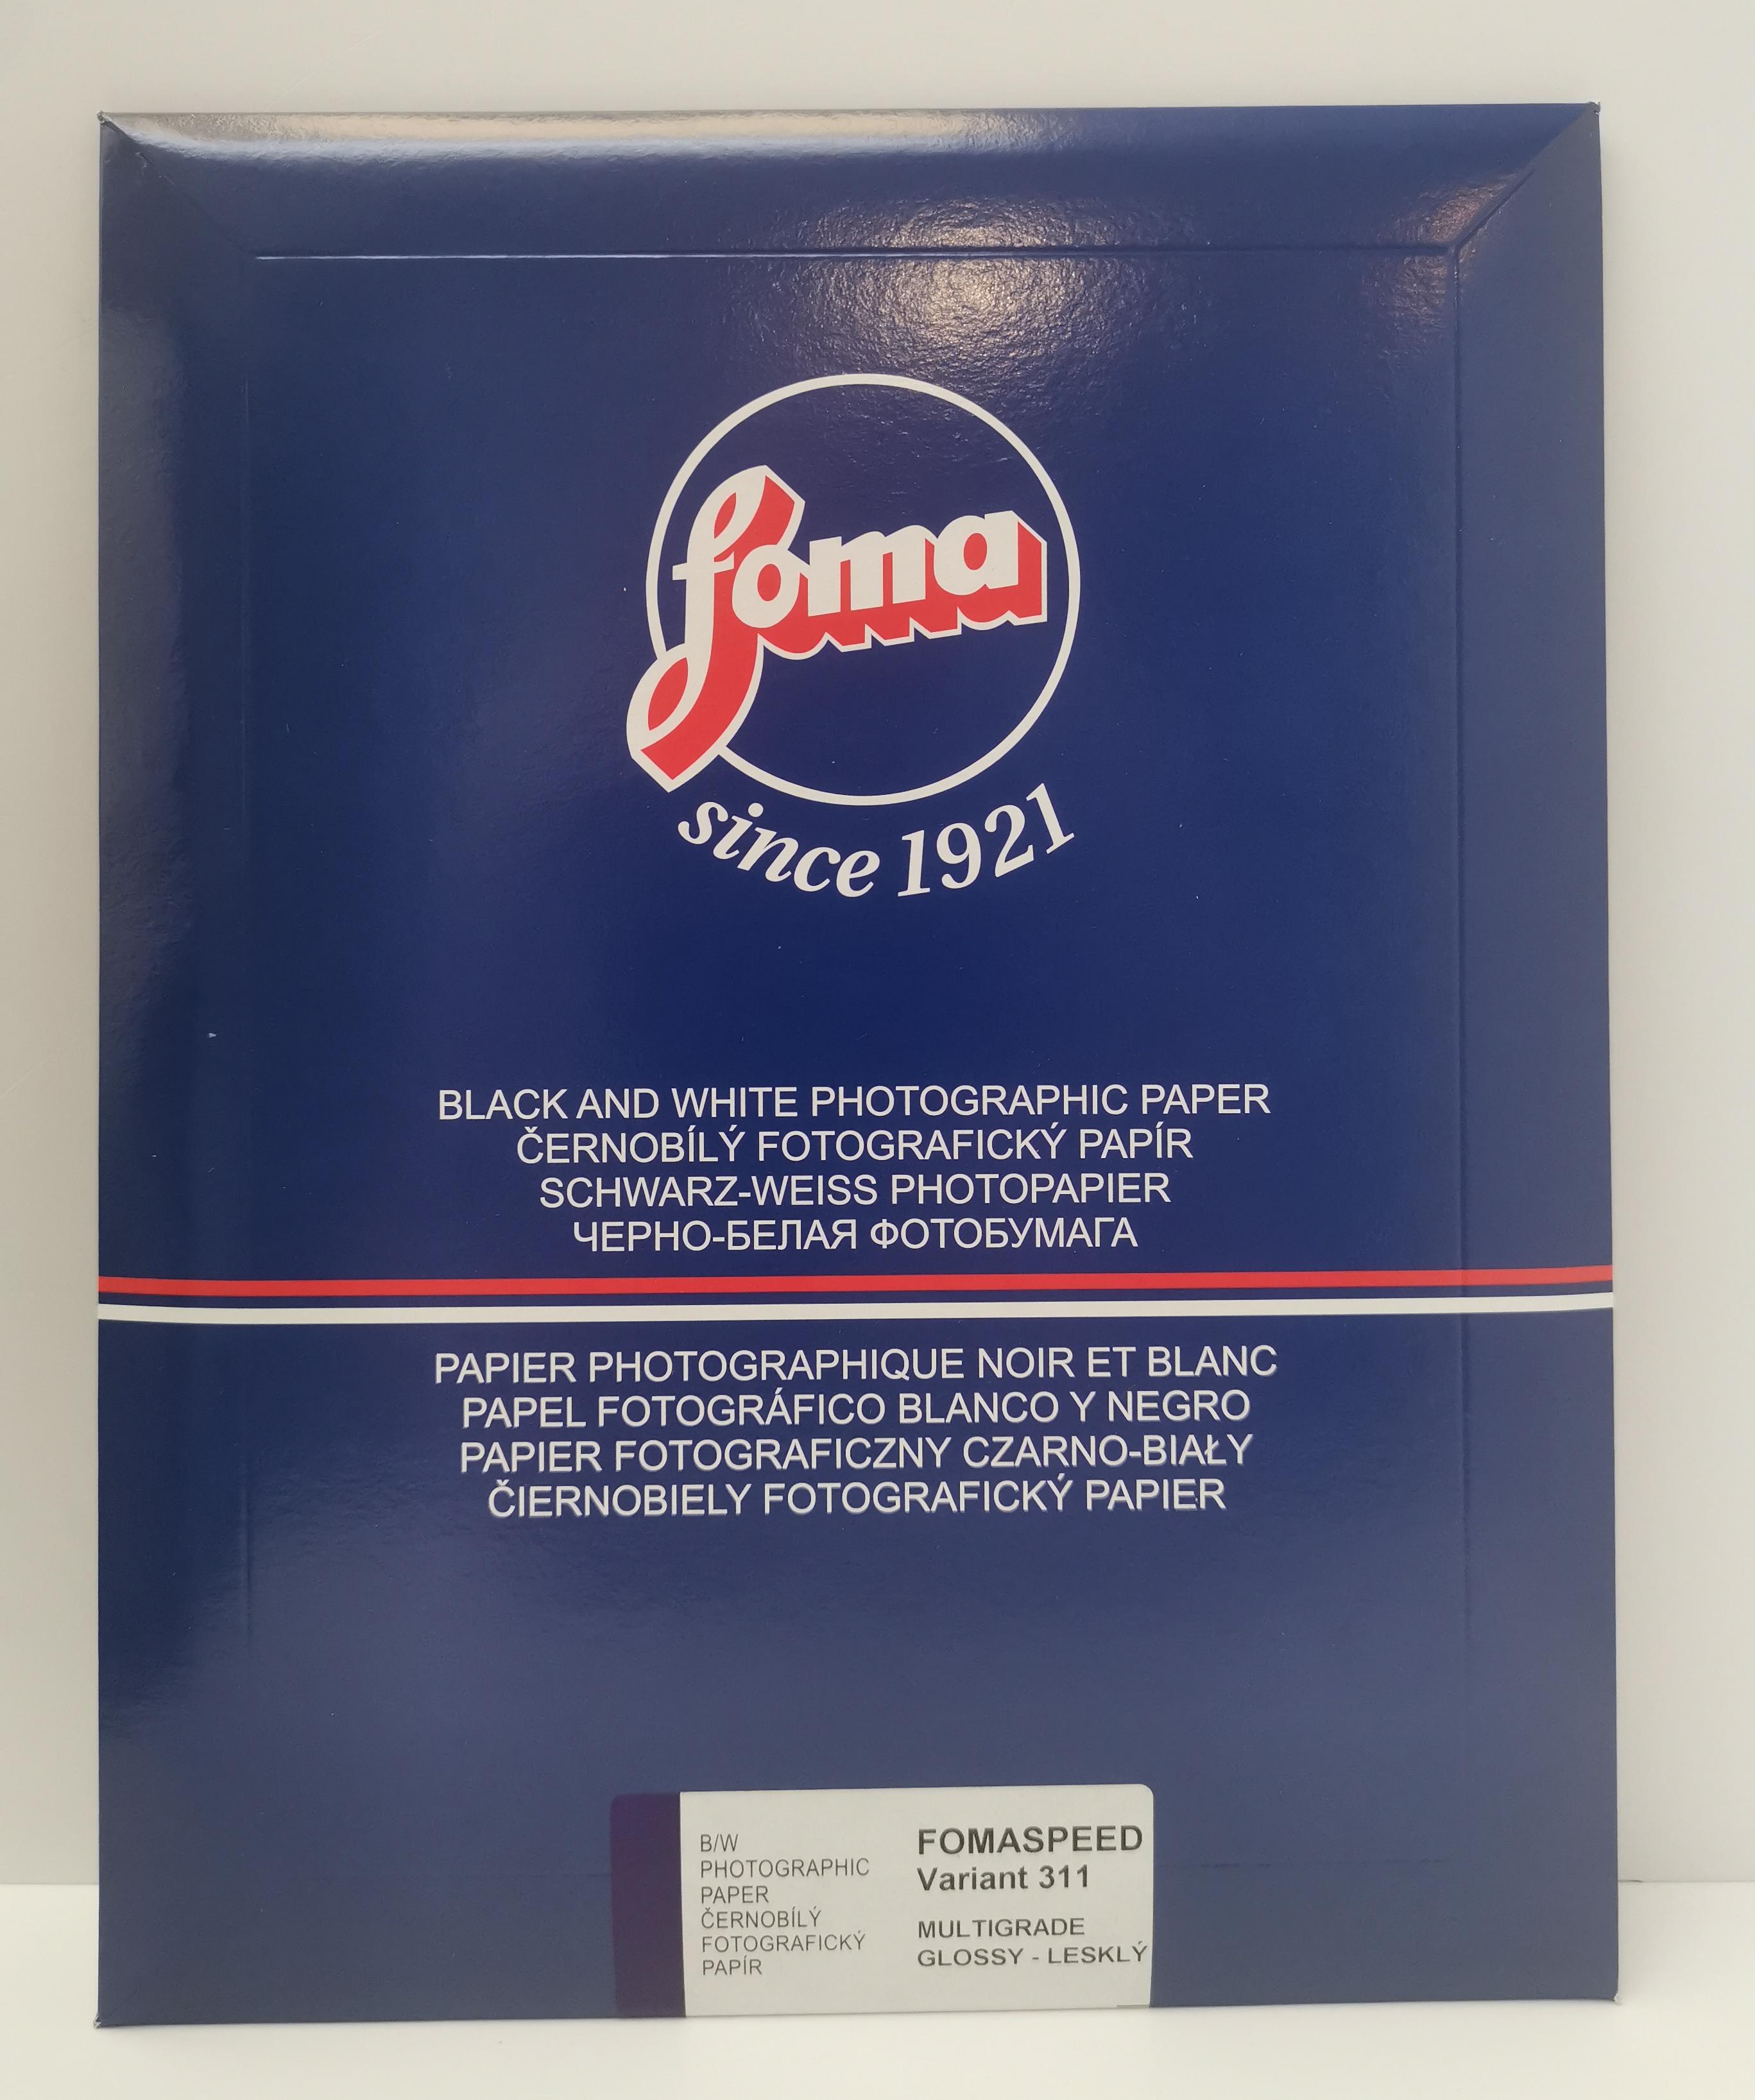 foma
since 1921
BLACK AND WHITE PHOTOGRAPHIC PAPER
ČERNOBÍLÝ FOTOGRAFICKÝ PAPÍR
SCHWARZ-WEISS PHOTOPAPIER
ЧЕРНО-БЕЛАЯ ФОТОБУМАГА
PAPIER PHOTOGRAPHIQUE NOIR ET BLANC
PAPEL FOTOGRÁFICO BLANCO Y NEGRO
PAPIER FOTOGRAFICZNY CZARNO-BIAŁY
ČIERNOBIELY FOTOGRAFICKÝ PAPIER
B/W
PHOTOGRAPHIC
PAPER
ČERNOBÍLÝ
FOTOGRAFICKÝ
PAPÍR
FOMASPEED
Variant 311
MULTIGRADE
GLOSSY - LESKLÝ